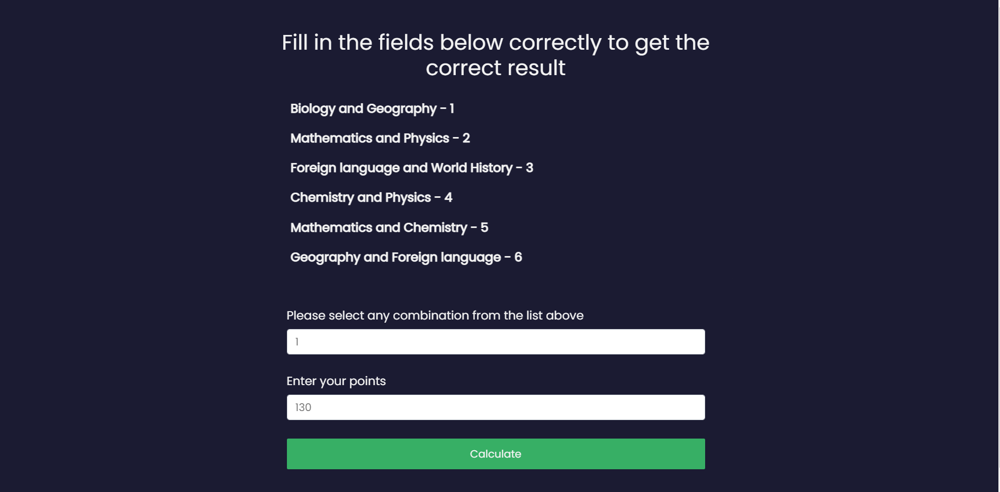 Fill in the fields below correctly to get the
correct result
Biology and Geography - 1
Mathematics and Physics - 2
Foreign language and World History - 3
Chemistry and Physics - 4
Mathematics and Chemistry - 5
Geography and Foreign language - 6
Please select any combination from the list above
1
Enter your points
130
Calculate